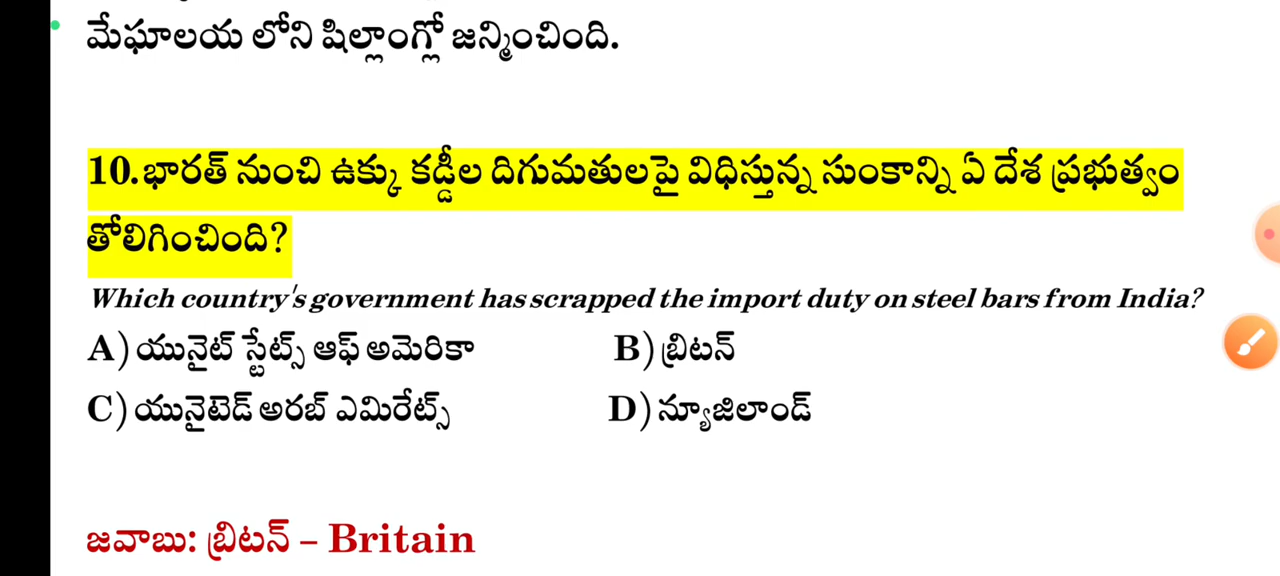 మేఘాలయ లోని షిల్లాంగ్లో జన్మించింది.
10.భారత్ నుంచి ఉక్కు కడ్డీల దిగుమతులపై విధిస్తున్న సుంకాన్ని ఏ దేశ ప్రభుత్వం
తోలిగించింది?
Which country's government has scrapped the import duty on steel bars from India?
A) యునైట్ స్టేట్స్ ఆఫ్ అమెరికా B) బ్రిటన్
C) యునైటెడ్ అరబ్ ఎమిరేట్స్ D) న్యూజిలాండ్
జవాబు: బ్రిటన్ – Britain